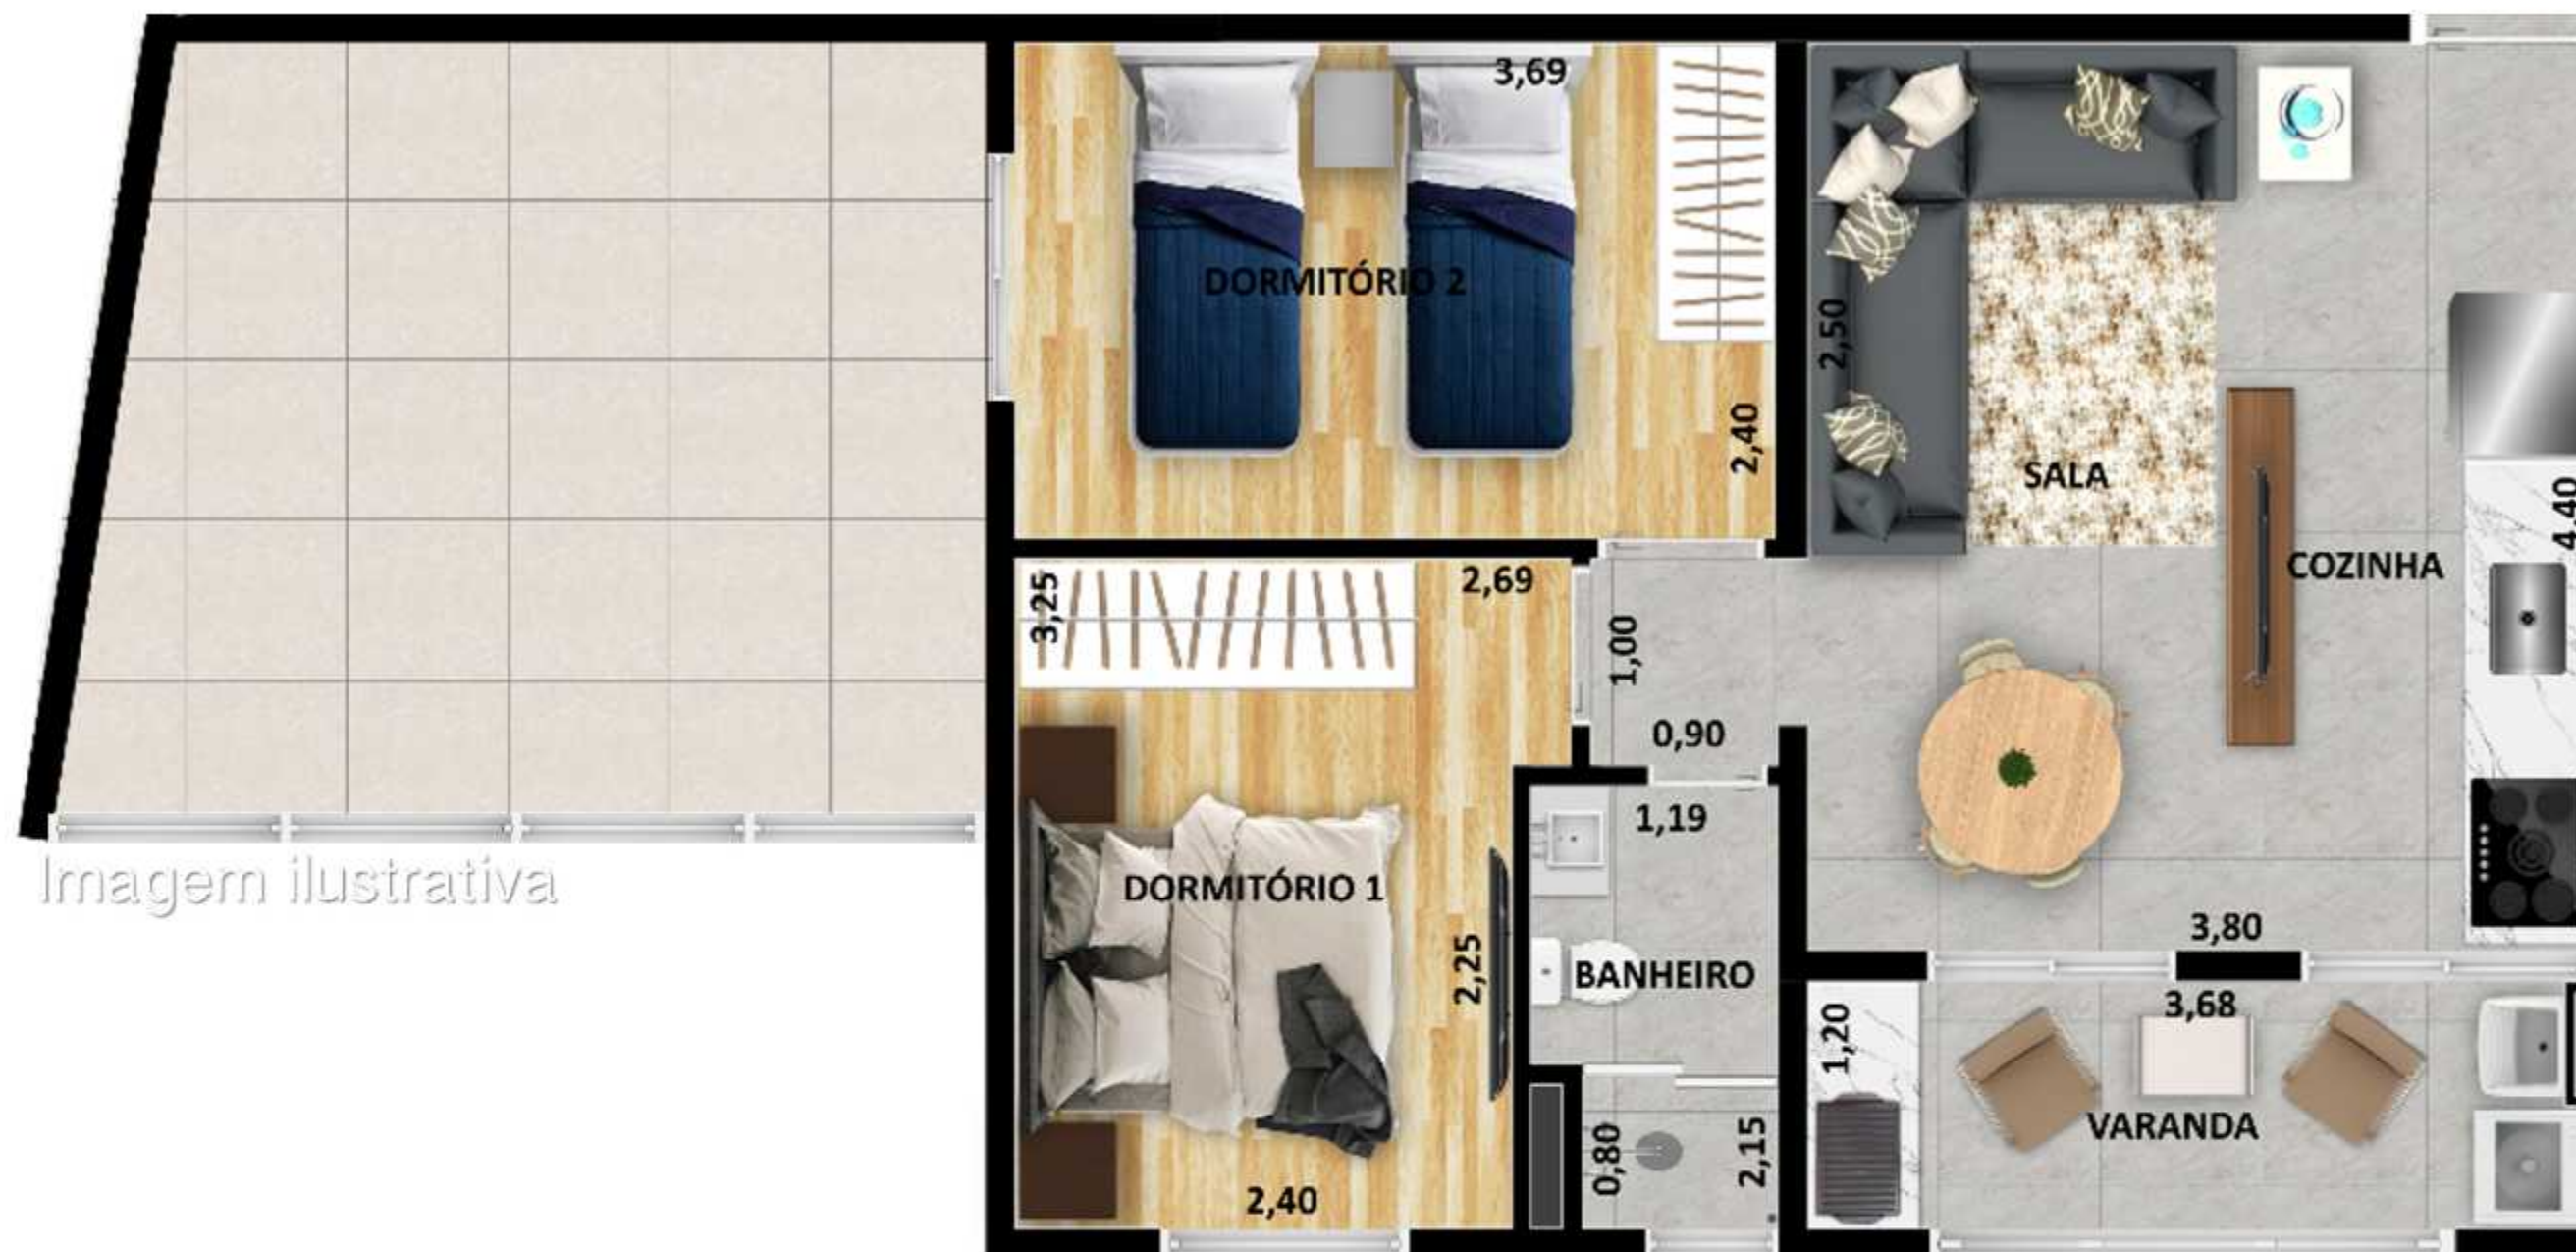 3,69
DORMITÓRIO 2
2,40
2,50
SALA
4,40
COZINHA
3,25
2,69
1,00
0,90
1,19
DORMITÓRIO 1
2,25
BANHEIRO
3,80
3,68
1,20
VARANDA
0,80
2,15
2,40
Imagem ilustrativa